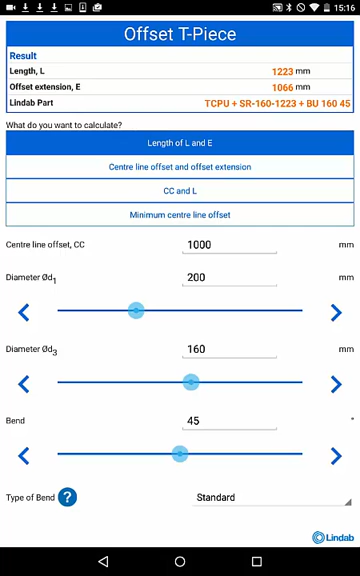 15:16
Offset T-Piece
Result
Length, L 1223 mm
Offset extension, E 1066 mm
Lindab Part TCPU + SR-160-1223 + BU 160 45
What do you want to calculate?
Length of L and E
Centre line offset and offset extension
CC and L
Minimum centre line offset
Centre line offset, CC 1000 mm
Diameter Ød1 200 mm
Diameter Ød3 160 mm
Bend 45 °
Type of Bend ? Standard
Lindab